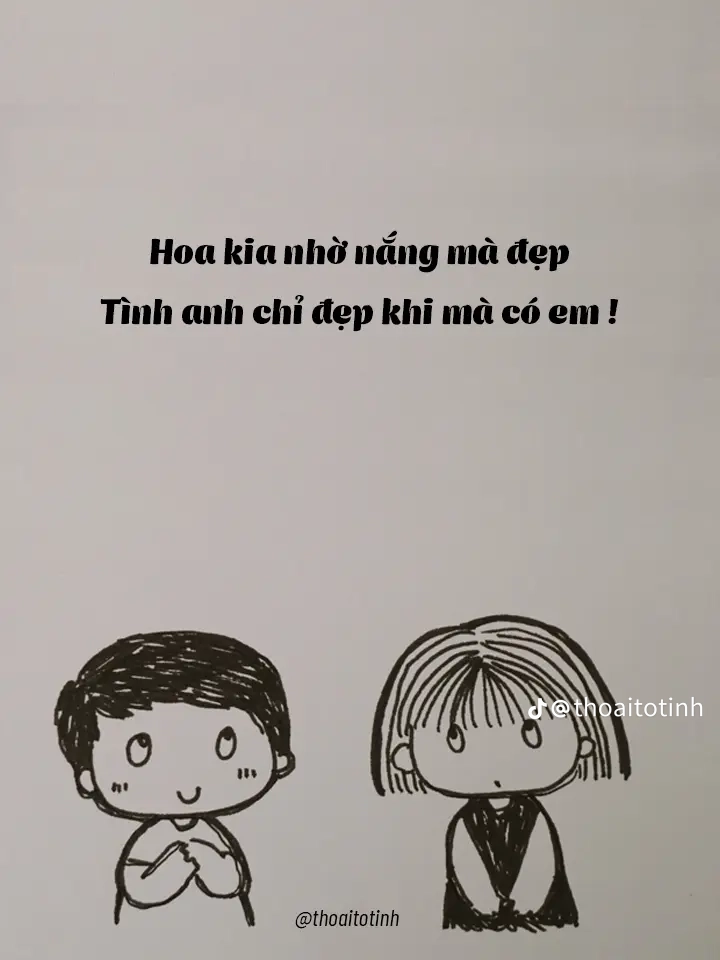 Hoa kia nhờ nắng mà đẹp
Tình anh chỉ đẹp khi mà có em !
@thoaitotinh
@thoaitotinh